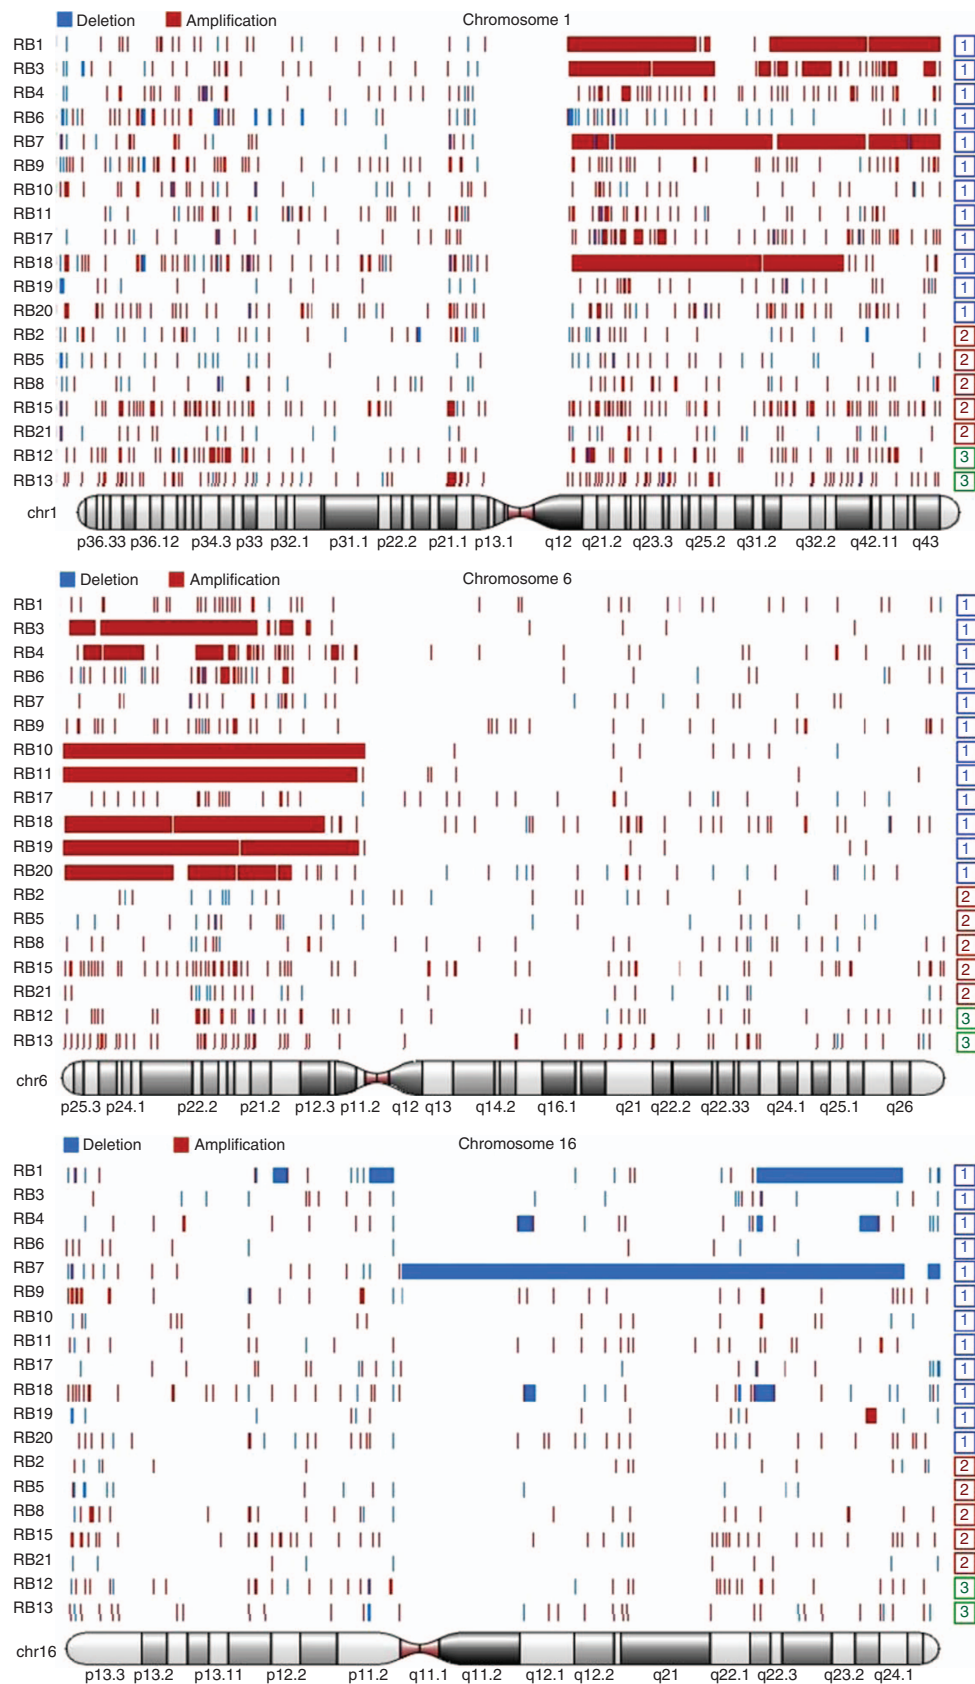 Deletion Amplification Chromosome 1
RB1 1
RB3 1
RB4 1
RB6 1
RB7 1
RB9 1
RB10 1
RB11 1
RB17 1
RB18 1
RB19 1
RB20 1
RB2 2
RB5 2
RB8 2
RB15 2
RB21 2
RB12 3
RB13 3
chr1
p36.33 p36.12 p34.3 p33 p32.1 p31.1 p22.2 p21.1 p13.1 q12 q21.2 q23.3 q25.2 q31.2 q32.2 q42.11 q43
Deletion Amplification Chromosome 6
RB1 1
RB3 1
RB4 1
RB6 1
RB7 1
RB9 1
RB10 1
RB11 1
RB17 1
RB18 1
RB19 1
RB20 1
RB2 2
RB5 2
RB8 2
RB15 2
RB21 2
RB12 3
RB13 3
chr6
p25.3 p24.1 p22.2 p21.2 p12.3 p11.2 q12 q13 q14.2 q16.1 q21 q22.2 q22.33 q24.1 q25.1 q26
Deletion Amplification Chromosome 16
RB1 1
RB3 1
RB4 1
RB6 1
RB7 1
RB9 1
RB10 1
RB11 1
RB17 1
RB18 1
RB19 1
RB20 1
RB2 2
RB5 2
RB8 2
RB15 2
RB21 2
RB12 3
RB13 3
chr16
p13.3 p13.2 p13.11 p12.2 p11.2 q11.1 q11.2 q12.1 q12.2 q21 q22.1 q22.3 q23.2 q24.1